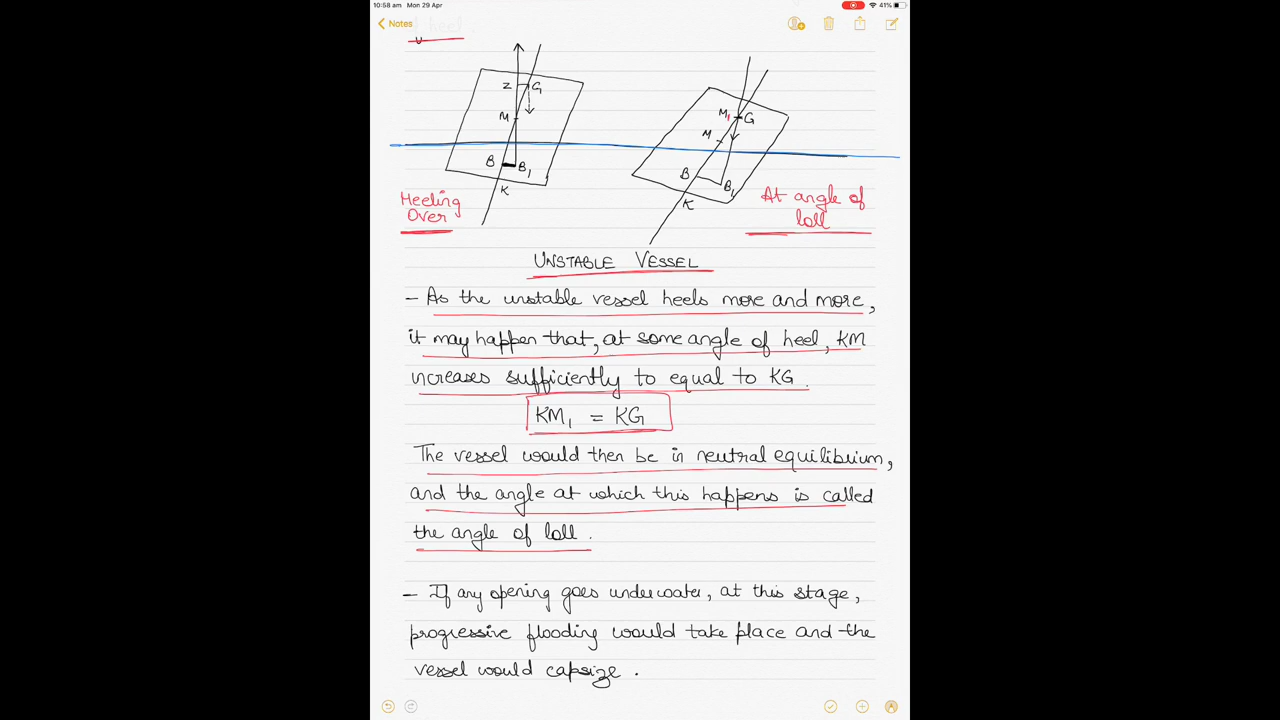 10:58 am Mon 29 Apr
41%
Notes
Z G
M
B B1
K
Heeling
Over
M1 G
M
B
B1
K
At angle of
loll
UNSTABLE VESSEL
- As the unstable vessel heels more and more,
it may happen that, at some angle of heel, KM
increases sufficiently to equal to KG.
KM1 = KG
The vessel would then be in neutral equilibium,
and the angle at which this happens is called
the angle of loll.
- If any opening goes underwater, at this stage,
progressive flooding would take place and the
vessel would capsize.